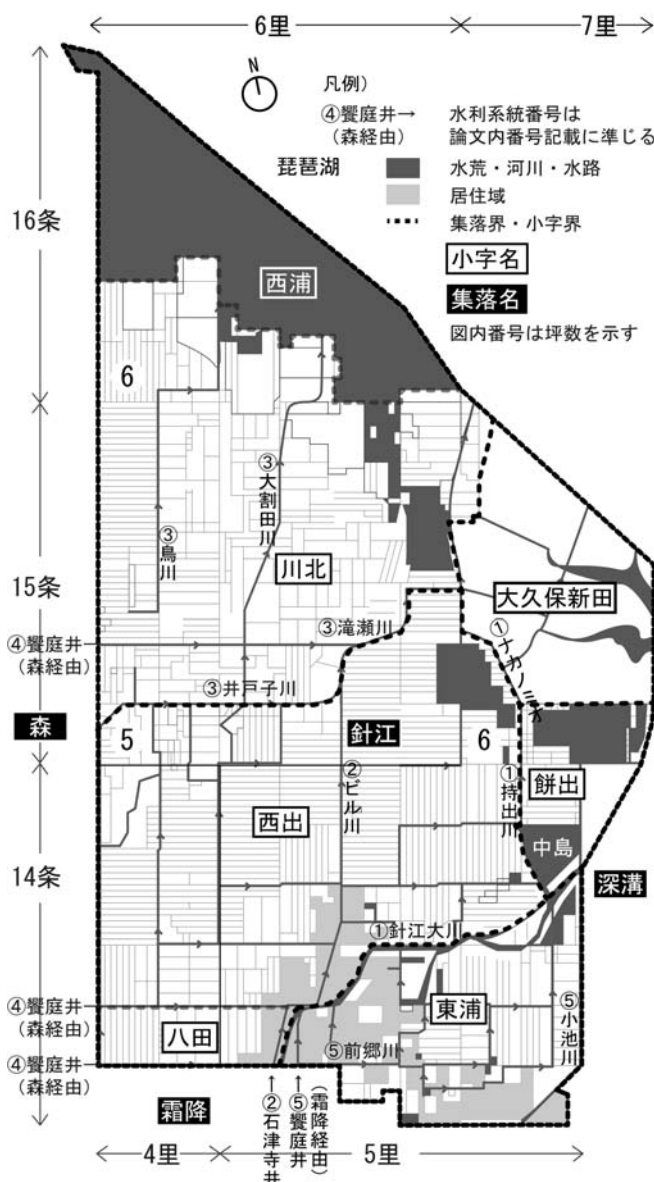 6里
7里
N
凡例)
④饗庭井→
(森経由)
水利系統番号は
論文内番号記載に準じる
琵琶湖
水荒・河川・水路
居住域
集落界・小字界
16条
小字名
西浦
集落名
図内番号は坪数を示す
6
③大割田川
③鳥川
川北
15条
大久保新田
④饗庭井
(森経由)
③滝瀬川
①ナカノミオ
③井戸子川
森
5
針江
6
②ビル川
①持出川
餅出
西出
中島
14条
深溝
①針江大川
④饗庭井
(森経由)
東浦
⑤小池川
八田
⑤前郷川
④饗庭井
(森経由)
霜降
②石津寺井→
⑤饗庭井→
(霜降経由)
4里
5里